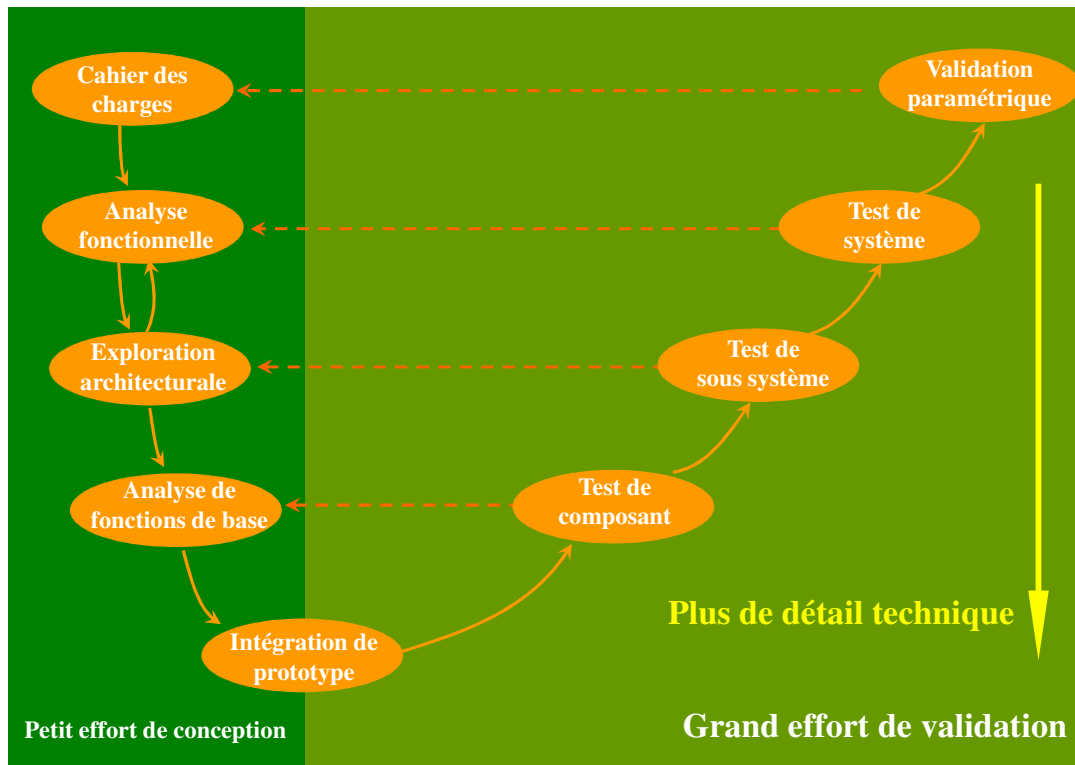 Cahier des
charges
Validation
paramétrique
Analyse
fonctionnelle
Test de
système
Exploration
architecturale
Test de
sous système
Analyse de
fonctions de base
Test de
composant
Plus de détail technique
Intégration de
prototype
Petit effort de conception
Grand effort de validation